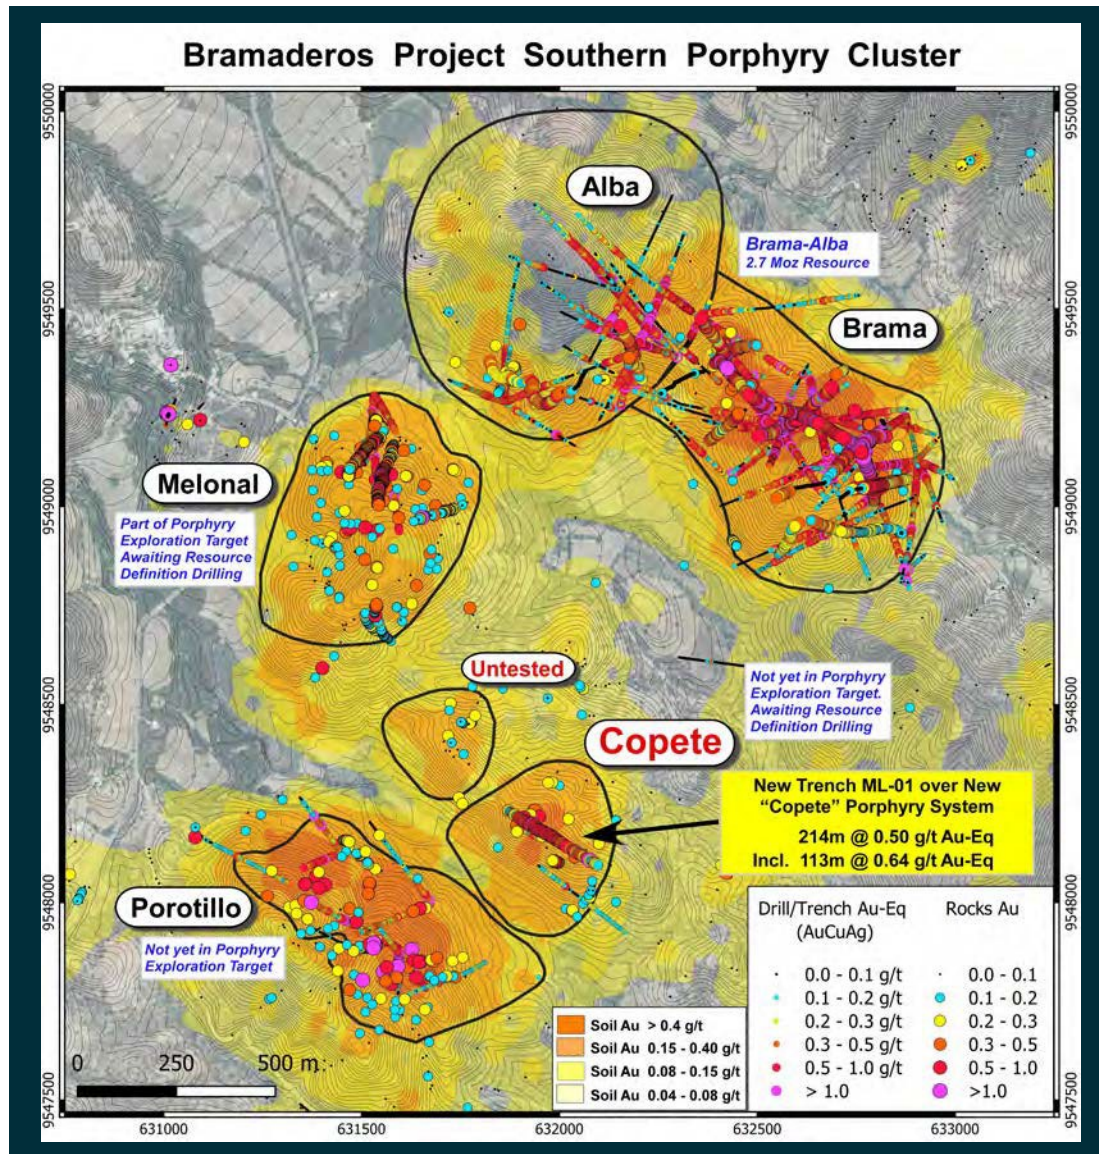 Bramaderos Project Southern Porphyry Cluster
9550000
9550000
Alba
Brama-Alba
2.7 Moz Resource
9549500
9549500
Brama
Melonal
Part of Porphyry
Exploration Target
Awaiting Resource
Definition Drilling
9549000
9549000
Untested
Not yet in Porphyry
Exploration Target.
Awaiting Resource
Definition Drilling
9548500
9548500
Copete
New Trench ML-01 over New
“Copete” Porphyry System
214m @ 0.50 g/t Au-Eq
Incl. 113m @ 0.64 g/t Au-Eq
9548000
9548000
Porotillo
Not yet in Porphyry
Exploration Target
Drill/Trench Au-Eq
(AuCuAg)
0.0 - 0.1 g/t
0.1 - 0.2 g/t
0.2 - 0.3 g/t
0.3 - 0.5 g/t
0.5 - 1.0 g/t
> 1.0
Rocks Au
0.0 - 0.1
0.1 - 0.2
0.2 - 0.3
0.3 - 0.5
0.5 - 1.0
>1.0
Soil Au > 0.4 g/t
Soil Au 0.15 - 0.40 g/t
Soil Au 0.08 - 0.15 g/t
Soil Au 0.04 - 0.08 g/t
0 250 500 m
9547500
9547500
631000 631500 632000 632500 633000